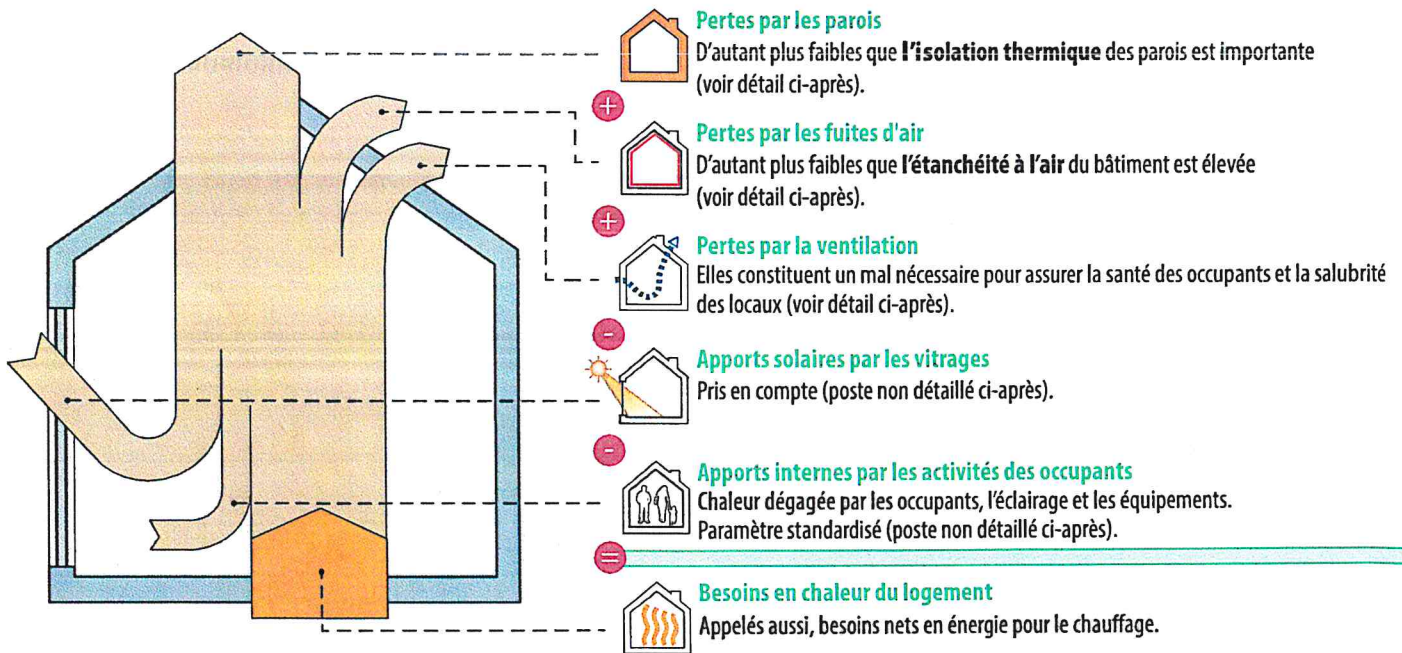 Pertes par les parois
D'autant plus faibles que l'isolation thermique des parois est importante
(voir détail ci-après).
+
Pertes par les fuites d'air
D'autant plus faibles que l'étanchéité à l'air du bâtiment est élevée
(voir détail ci-après).
+
Pertes par la ventilation
Elles constituent un mal nécessaire pour assurer la santé des occupants et la salubrité
des locaux (voir détail ci-après).
-
Apports solaires par les vitrages
Pris en compte (poste non détaillé ci-après).
-
Apports internes par les activités des occupants
Chaleur dégagée par les occupants, l'éclairage et les équipements.
Paramètre standardisé (poste non détaillé ci-après).
=
Besoins en chaleur du logement
Appelés aussi, besoins nets en énergie pour le chauffage.